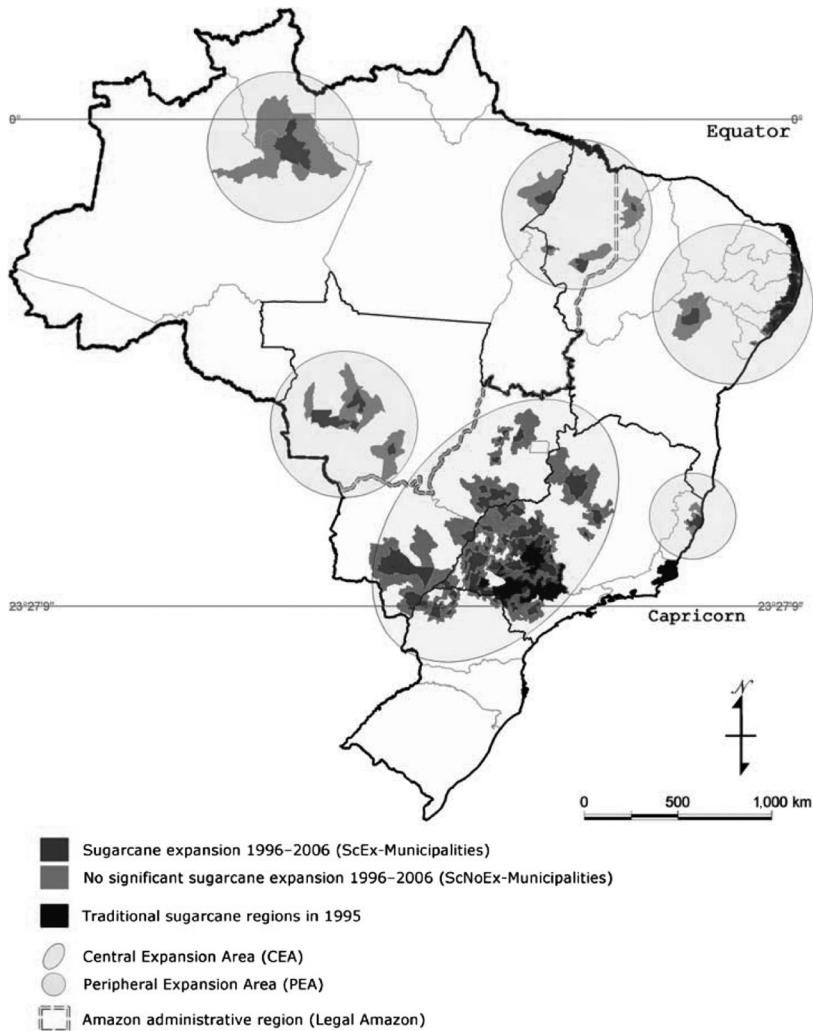 0°
Equator
0°
23°27'9"
Capricorn
23°27'9"
N
0 500 1,000 km
Sugarcane expansion 1996–2006 (ScEx-Municipalities)
No significant sugarcane expansion 1996–2006 (ScNoEx-Municipalities)
Traditional sugarcane regions in 1995
Central Expansion Area (CEA)
Peripheral Expansion Area (PEA)
Amazon administrative region (Legal Amazon)